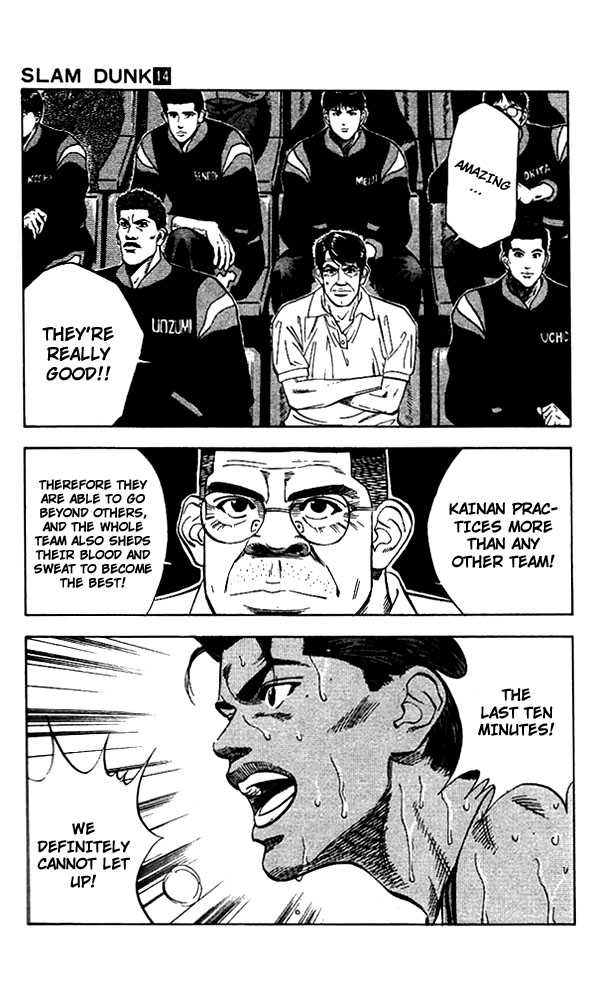 SLAM DUNK 14
AMAZING
...
THEY'RE
REALLY
GOOD!!
UNZUMI
KAINAN PRAC-
TICES MORE
THAN ANY
OTHER TEAM!
THEREFORE THEY
ARE ABLE TO GO
BEYOND OTHERS,
AND THE WHOLE
TEAM ALSO SHEDS
THEIR BLOOD AND
SWEAT TO BECOME
THE BEST!
THE
LAST TEN
MINUTES!
WE
DEFINITELY
CANNOT LET
UP!